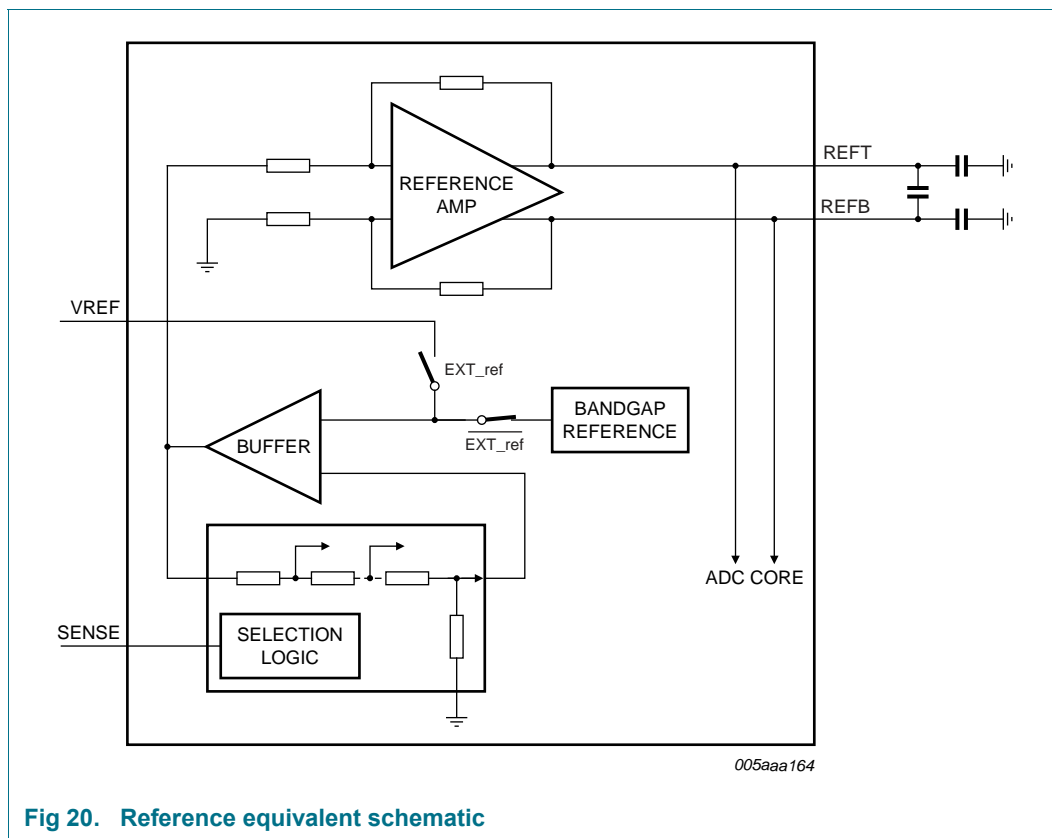 REFERENCE
AMP
REFT
REFB
VREF
EXT_ref
EXT_ref
BANDGAP
REFERENCE
BUFFER
ADC CORE
SENSE
SELECTION
LOGIC
005aaa164
Fig 20. Reference equivalent schematic